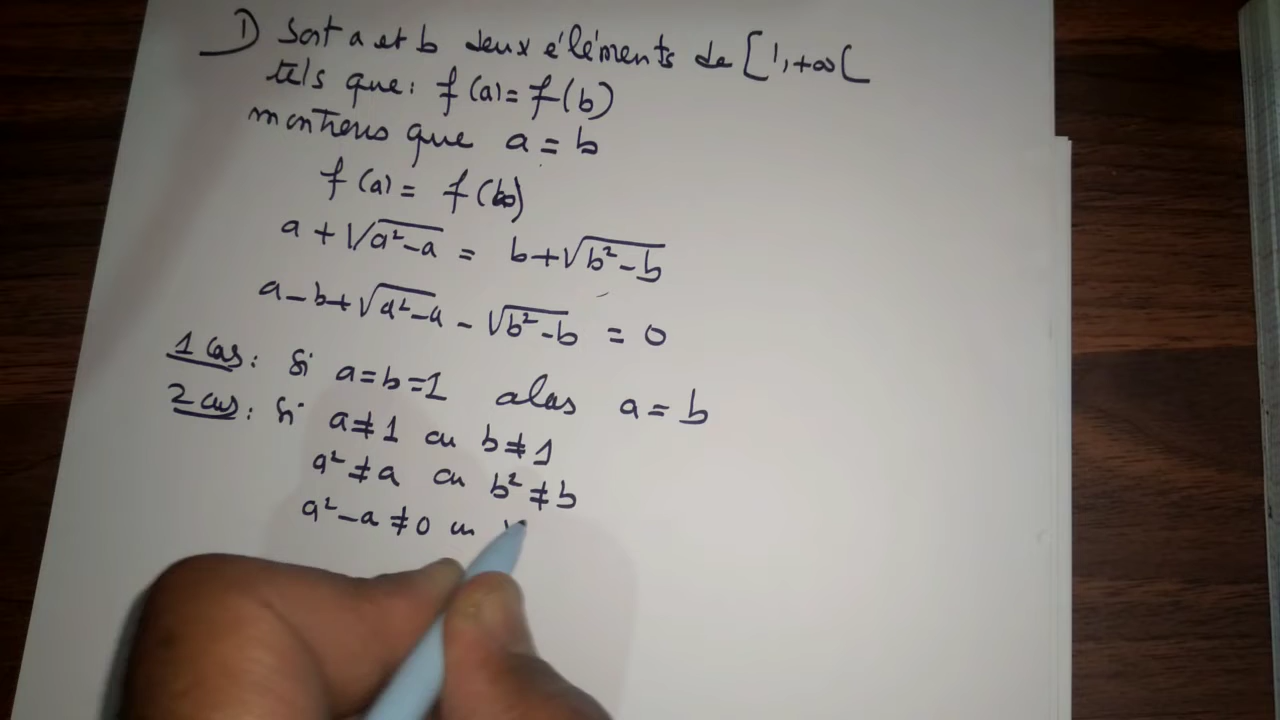 1) Soit a et b deux éléments de [1,+∞[
tels que: f(a) = f(b)
montrons que a = b
f(a) = f(b)
a + √(a²-a) = b + √(b²-b)
a - b + √(a²-a) - √(b²-b) = 0
1 cas: Si a=b=1 alors a = b
2 cas: Si a≠1 ou b≠1
a² ≠ a ou b² ≠ b
a² - a ≠ 0 ou